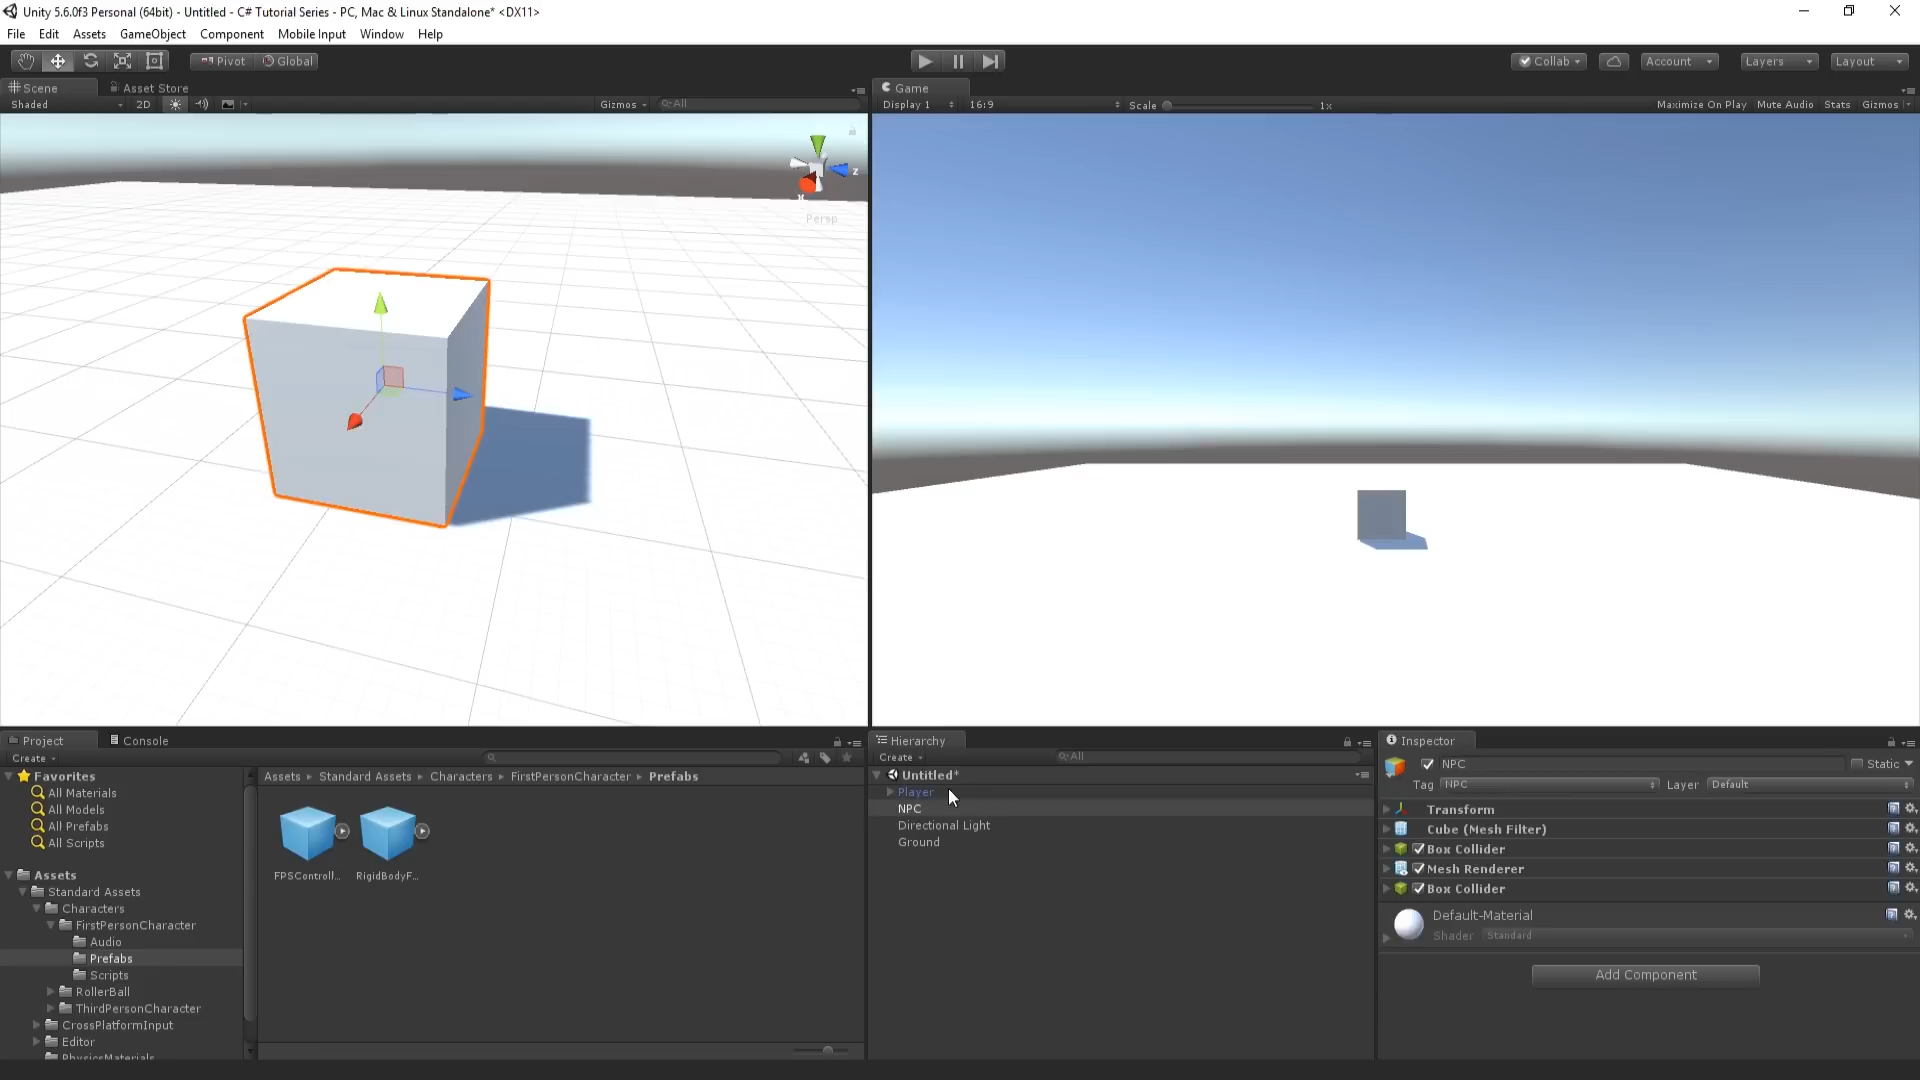 Unity 5.6.0f3 Personal (64bit) - Untitled - C# Tutorial Series - PC, Mac & Linux Standalone* <DX11>
File Edit Assets GameObject Component Mobile Input Window Help
Pivot Global Collab Account Layers Layout
Scene Asset Store Game
Shaded 2D Gizmos All Display 1 16:9 Scale 1x Maximize On Play Mute Audio Stats Gizmos
z
x
Persp
Project Console Hierarchy Inspector
Create Create All
Favorites
All Materials
All Models
All Prefabs
All Scripts
Assets
Standard Assets
Characters
FirstPersonCharacter
Audio
Prefabs
Scripts
RollerBall
ThirdPersonCharacter
CrossPlatformInput
Editor
PhysicsMaterials
Assets Standard Assets Characters FirstPersonCharacter Prefabs
FPSControll... RigidBodyF...
Untitled*
Player
NPC
Directional Light
Ground
NPC Static
Tag NPC Layer Default
Transform
Cube (Mesh Filter)
Box Collider
Mesh Renderer
Box Collider
Default-Material
Shader Standard
Add Component